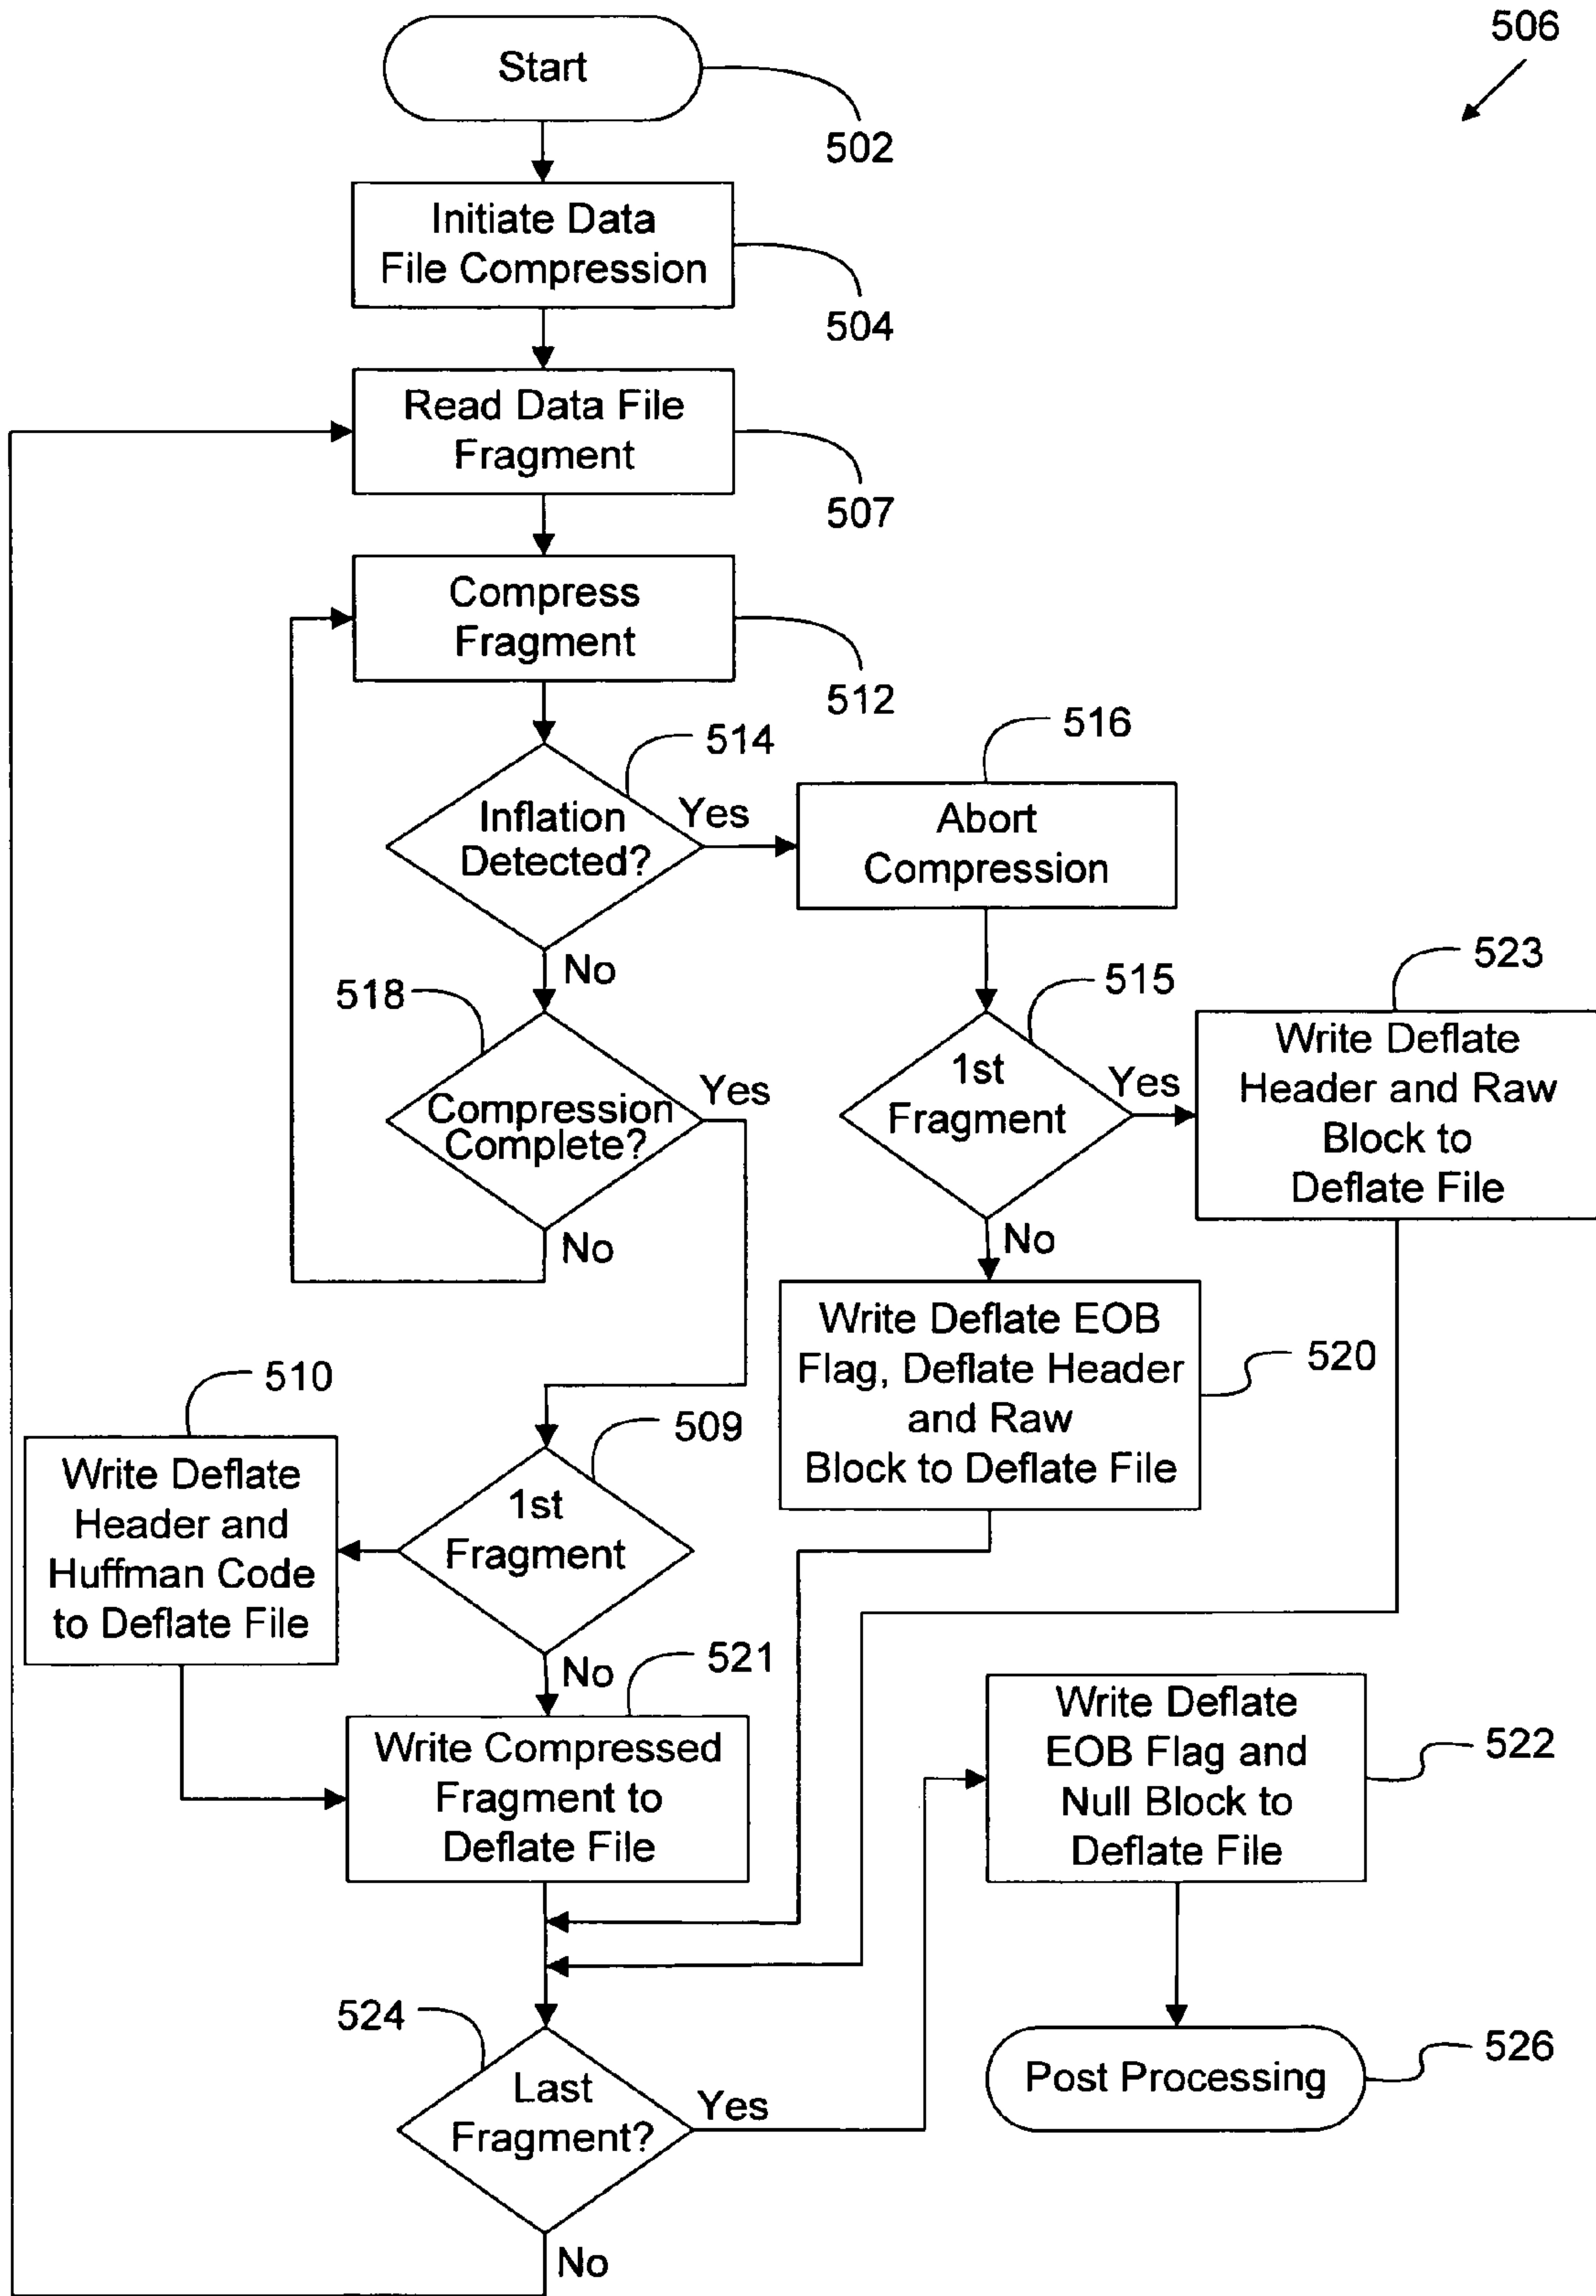 506
Start
502
Initiate Data
File Compression
504
Read Data File
Fragment
507
Compress
Fragment
512
514
516
Inflation
Detected?
Yes
Abort
Compression
No
518
515
523
Compression
Complete?
Yes
1st
Fragment
Yes
Write Deflate
Header and Raw
Block to
Deflate File
No
No
Write Deflate EOB
Flag, Deflate Header
and Raw
Block to Deflate File
520
510
509
Write Deflate
Header and
Huffman Code
to Deflate File
1st
Fragment
No
521
Write Compressed
Fragment to
Deflate File
Write Deflate
EOB Flag and
Null Block to
Deflate File
522
524
Last
Fragment?
Yes
Post Processing
526
No